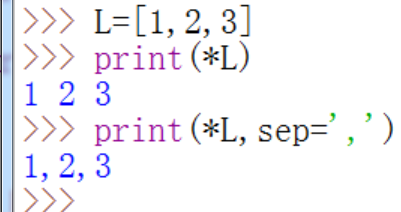 >>> L=[1,2,3]
>>> print(*L)
1 2 3
>>> print(*L,sep=',')
1,2,3
>>>